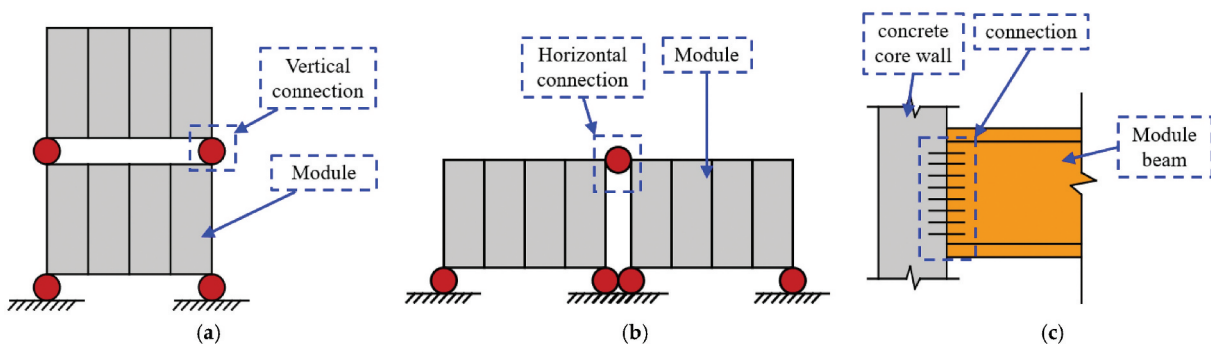 Vertical
connection
Module
(a)
Horizontal
connection
Module
(b)
concrete
core wall
connection
Module
beam
(c)